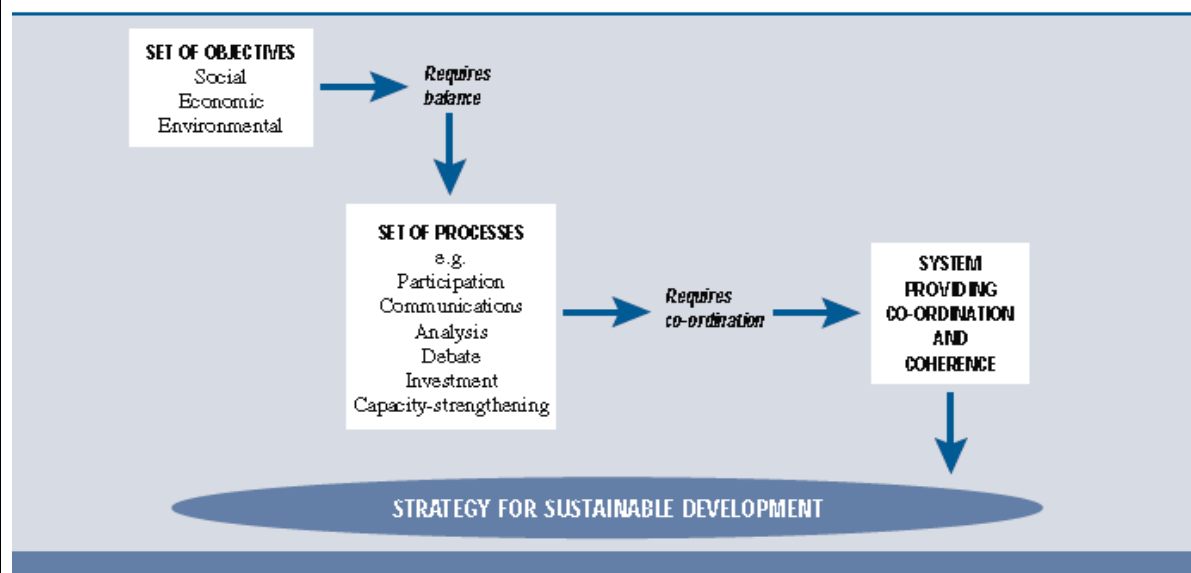 SET OF OBJECTIVES
Social
Economic
Environmental
Requires
balance
SET OF PROCESSES
e.g.
Participation
Communications
Analysis
Debate
Investment
Capacity-strengthening
Requires
co-ordination
SYSTEM
PROVIDING
CO-ORDINATION
AND
COHERENCE
STRATEGY FOR SUSTAINABLE DEVELOPMENT